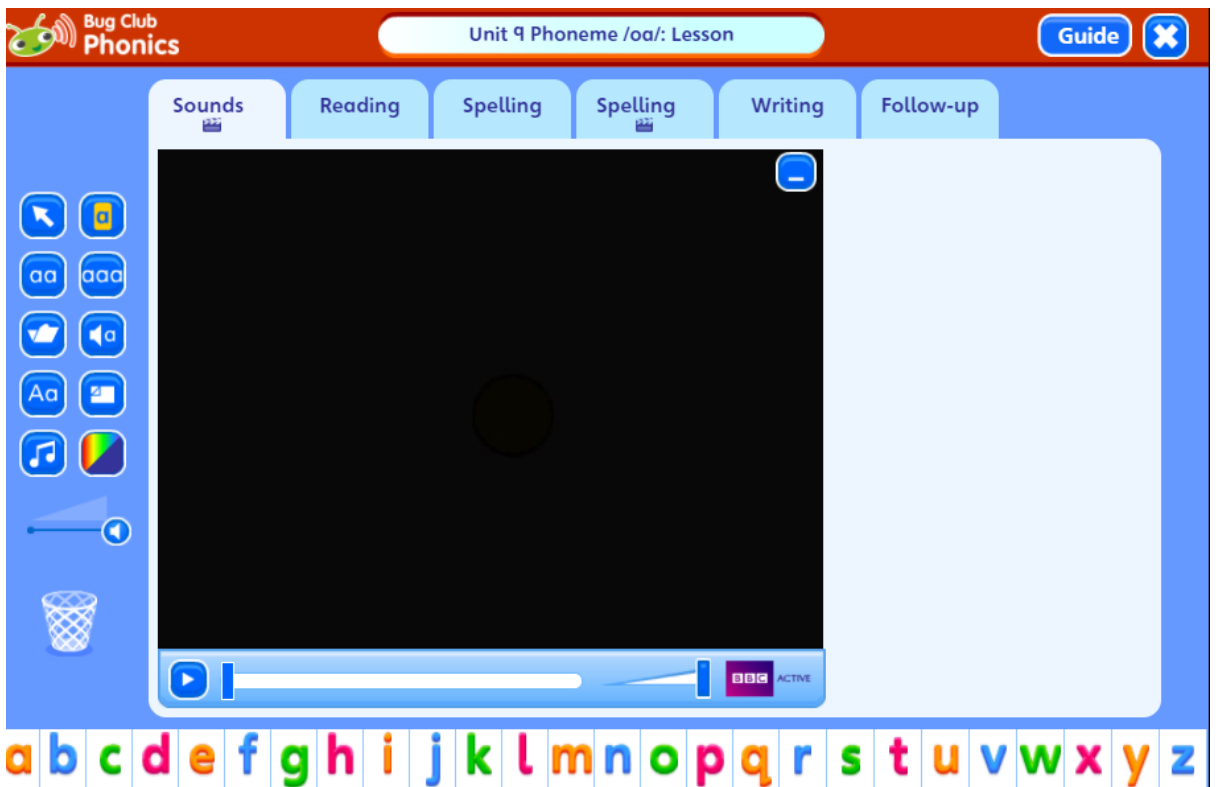 Bug Club
Phonics
Unit 9 Phoneme /oa/: Lesson
Guide
Sounds
Reading
Spelling
Spelling
Writing
Follow-up
a
aa
aaa
a
Aa
a
BBC ACTIVE
a b c d e f g h i j k l m n o p q r s t u v w x y z